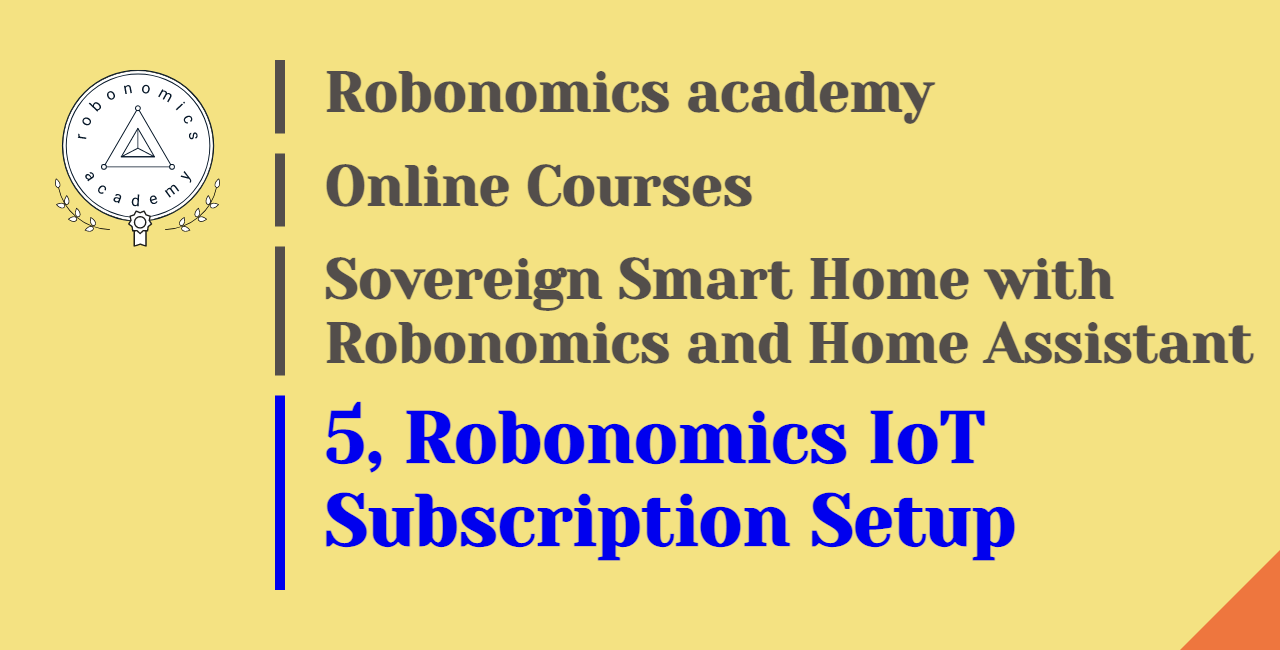 robonomics
academy
Robonomics academy
Online Courses
Sovereign Smart Home with
Robonomics and Home Assistant
5, Robonomics IoT
Subscription Setup